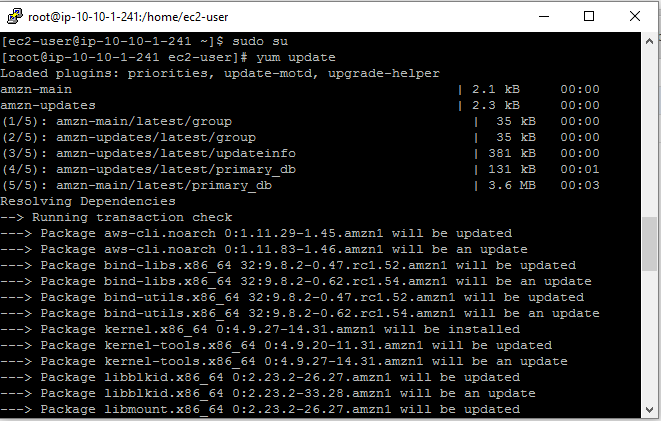 root@ip-10-10-1-241:/home/ec2-user
[ec2-user@ip-10-10-1-241 ~]$ sudo su
[root@ip-10-10-1-241 ec2-user]# yum update
Loaded plugins: priorities, update-motd, upgrade-helper
amzn-main | 2.1 kB 00:00
amzn-updates | 2.3 kB 00:00
(1/5): amzn-main/latest/group | 35 kB 00:00
(2/5): amzn-updates/latest/group | 35 kB 00:00
(3/5): amzn-updates/latest/updateinfo | 381 kB 00:00
(4/5): amzn-updates/latest/primary_db | 131 kB 00:01
(5/5): amzn-main/latest/primary_db | 3.6 MB 00:03
Resolving Dependencies
--> Running transaction check
---> Package aws-cli.noarch 0:1.11.29-1.45.amzn1 will be updated
---> Package aws-cli.noarch 0:1.11.83-1.46.amzn1 will be an update
---> Package bind-libs.x86_64 32:9.8.2-0.47.rc1.52.amzn1 will be updated
---> Package bind-libs.x86_64 32:9.8.2-0.62.rc1.54.amzn1 will be an update
---> Package bind-utils.x86_64 32:9.8.2-0.47.rc1.52.amzn1 will be updated
---> Package bind-utils.x86_64 32:9.8.2-0.62.rc1.54.amzn1 will be an update
---> Package kernel.x86_64 0:4.9.27-14.31.amzn1 will be installed
---> Package kernel-tools.x86_64 0:4.9.20-11.31.amzn1 will be updated
---> Package kernel-tools.x86_64 0:4.9.27-14.31.amzn1 will be an update
---> Package libblkid.x86_64 0:2.23.2-26.27.amzn1 will be updated
---> Package libblkid.x86_64 0:2.23.2-33.28.amzn1 will be an update
---> Package libmount.x86_64 0:2.23.2-26.27.amzn1 will be updated